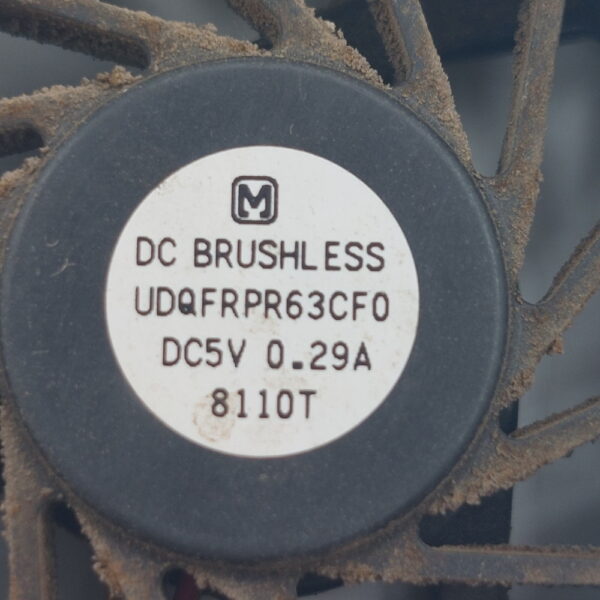 M
DC BRUSHLESS
UDQFRPR63CF0
DC5V 0.29A
8110T